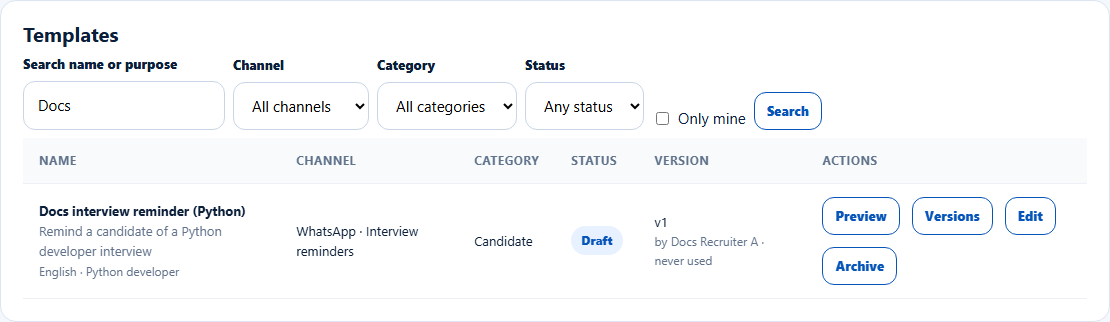 Templates
Search name or purpose
Channel
Category
Status
Docs
All channels
All categories
Any status
Only mine
Search
NAME
CHANNEL
CATEGORY
STATUS
VERSION
ACTIONS
Docs interview reminder (Python)
Remind a candidate of a Python
developer interview
English · Python developer
WhatsApp · Interview
reminders
Candidate
Draft
v1
by Docs Recruiter A ·
never used
Preview
Versions
Edit
Archive